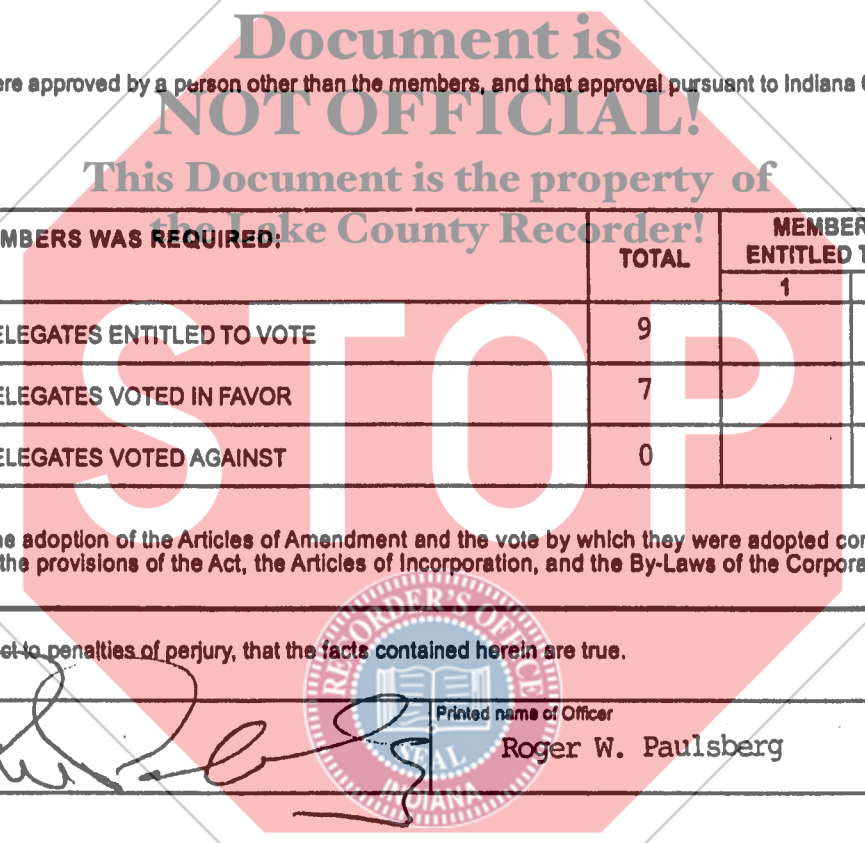 Document is
ere approved by a person other than the members, and that approval pursuant to Indiana
NOT OFFICIAL!
This Document is the property of
the Lake County Recorder!
MBERS WAS REQUIRED:
TOTAL
MEMBER
ENTITLED T
1
ELEGATES ENTITLED TO VOTE 9
ELEGATES VOTED IN FAVOR 7
ELEGATES VOTED AGAINST 0
STOP
he adoption of the Articles of Amendment and the vote by which they were adopted con
the provisions of the Act, the Articles of Incorporation, and the By-Laws of the Corpora
RECORDER'S OFFICE
ect to penalties of perjury, that the facts contained herein are true.
Printed name of Officer
Roger W. Paulsberg
SEAL
INDIANA